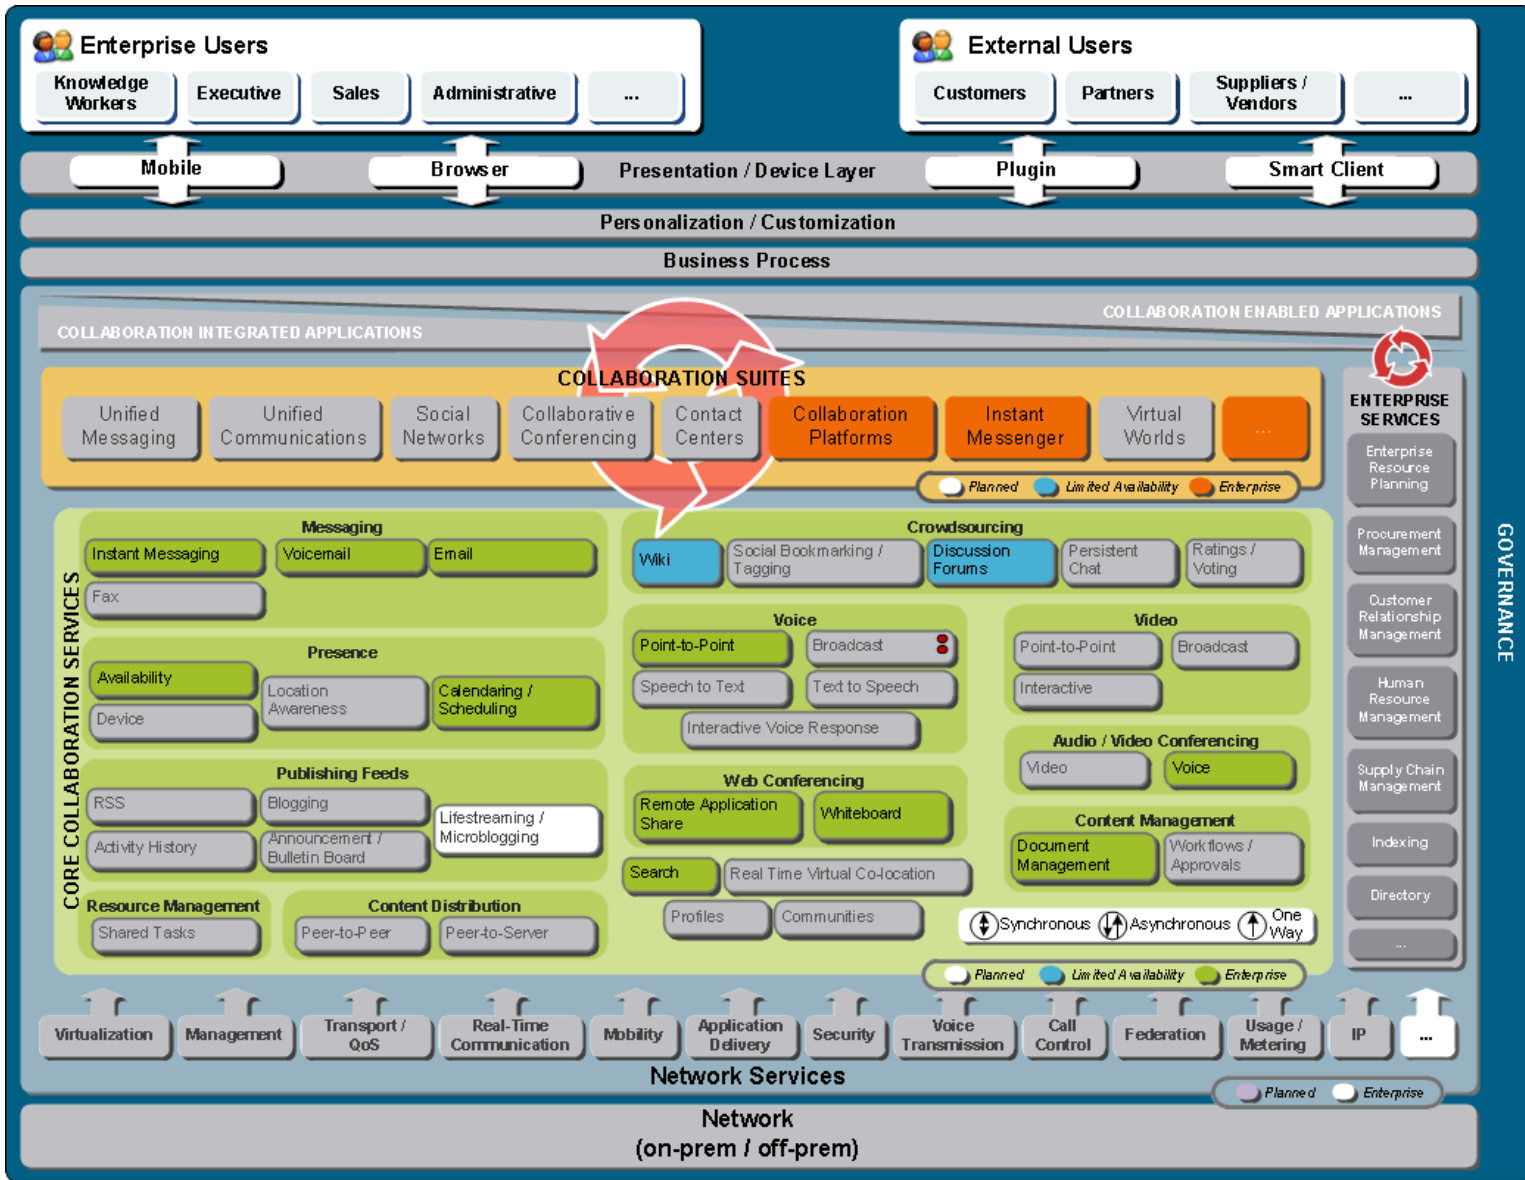 Enterprise Users
Knowledge
Workers
Executive
Sales
Administrative
...
External Users
Customers
Partners
Suppliers /
Vendors
...
Mobile
Browser
Presentation / Device Layer
Plugin
Smart Client
Personalization / Customization
Business Process
COLLABORATION INTEGRATED APPLICATIONS
COLLABORATION ENABLED APPLICATIONS
COLLABORATION SUITES
Unified
Messaging
Unified
Communications
Social
Networks
Collaborative
Conferencing
Contact
Centers
Collaboration
Platforms
Instant
Messenger
Virtual
Worlds
...
Planned
Limited Availability
Enterprise
ENTERPRISE
SERVICES
Enterprise
Resource
Planning
Procurement
Management
Customer
Relationship
Management
Human
Resource
Management
Supply Chain
Management
Indexing
Directory
...
GOVERNANCE
CORE COLLABORATION SERVICES
Messaging
Instant Messaging
Voicemail
Email
Fax
Presence
Availability
Location
Awareness
Calendaring /
Scheduling
Device
Publishing Feeds
RSS
Blogging
Lifestreaming /
Microblogging
Activity History
Announcement /
Bulletin Board
Resource Management
Shared Tasks
Content Distribution
Peer-to-Peer
Peer-to-Server
Crowdsourcing
Wiki
Social Bookmarking /
Tagging
Discussion
Forums
Persistent
Chat
Ratings /
Voting
Voice
Point-to-Point
Broadcast
Speech to Text
Text to Speech
Interactive Voice Response
Video
Point-to-Point
Broadcast
Interactive
Audio / Video Conferencing
Video
Voice
Web Conferencing
Remote Application
Share
Whiteboard
Content Management
Document
Management
Workflows /
Approvals
Search
Real Time Virtual Co-location
Profiles
Communities
Synchronous
Asynchronous
One
Way
Planned
Limited Availability
Enterprise
Virtualization
Management
Transport /
QoS
Real-Time
Communication
Mobility
Application
Delivery
Security
Voice
Transmission
Call
Control
Federation
Usage /
Metering
IP
...
Network Services
Planned
Enterprise
Network
(on-prem / off-prem)